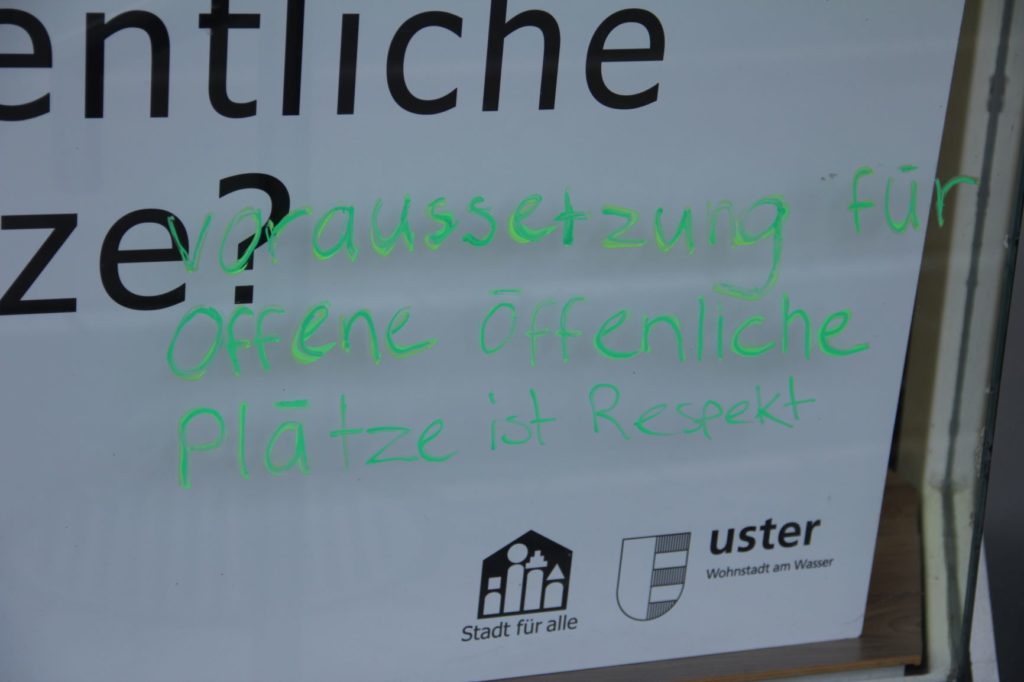 entliche
ze?
Voraussetzung für
Offene Öffenliche
Plätze ist Respekt
uster
Wohnstadt am Wasser
Stadt für alle